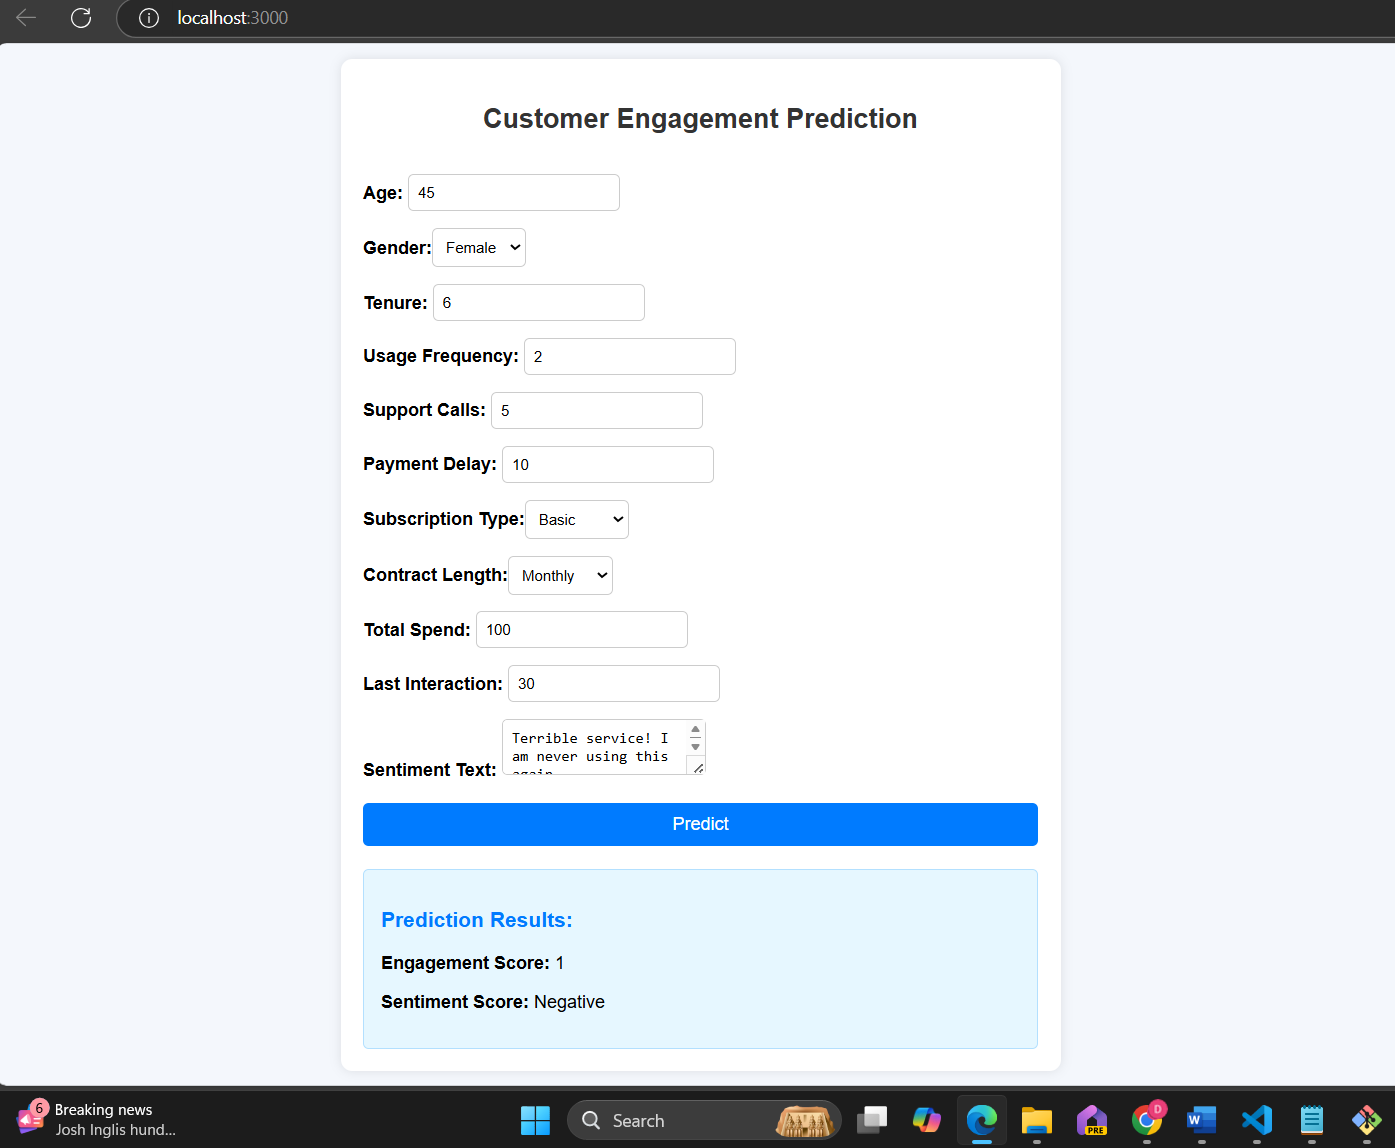 localhost:3000
Customer Engagement Prediction
Age: 45
Gender: Female
Tenure: 6
Usage Frequency: 2
Support Calls: 5
Payment Delay: 10
Subscription Type: Basic
Contract Length: Monthly
Total Spend: 100
Last Interaction: 30
Sentiment Text: Terrible service! I
am never using this
again
Predict
Prediction Results:
Engagement Score: 1
Sentiment Score: Negative
6
Breaking news
Josh Inglis hund...
Search
PRE
D
W